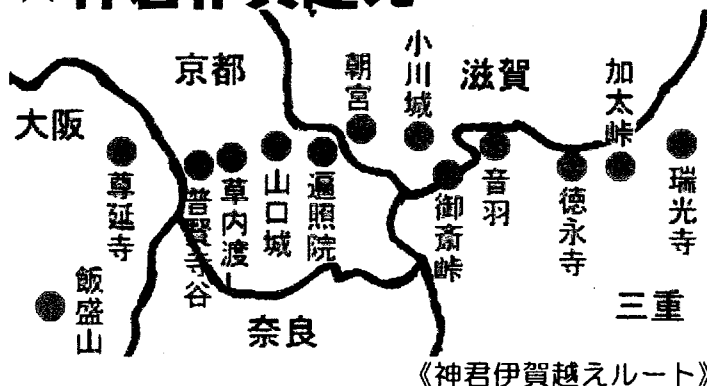 京都
朝宮
小川城
滋賀
加太峠
大阪
尊延寺
普賢寺谷
草内渡し
山口城
遍照院
御斎峠
音羽
徳永寺
瑞光寺
飯盛山
奈良
三重
《神君伊賀越えルート》